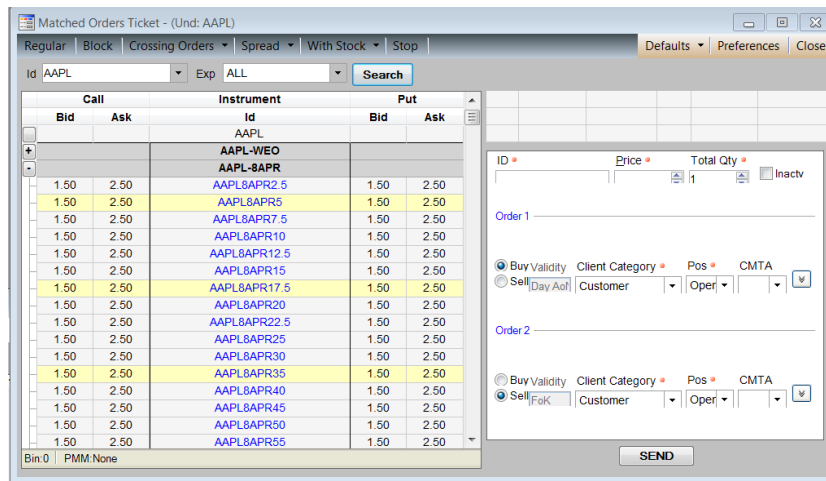 Matched Orders Ticket - (Und: AAPL)
Regular Block Crossing Orders Spread With Stock Stop Defaults Preferences Close
Id AAPL Exp ALL Search
Call Instrument Put
Bid Ask Id Bid Ask
AAPL
AAPL-WEO
AAPL-8APR
1.50 2.50 AAPL8APR2.5 1.50 2.50
1.50 2.50 AAPL8APR5 1.50 2.50
1.50 2.50 AAPL8APR7.5 1.50 2.50
1.50 2.50 AAPL8APR10 1.50 2.50
1.50 2.50 AAPL8APR12.5 1.50 2.50
1.50 2.50 AAPL8APR15 1.50 2.50
1.50 2.50 AAPL8APR17.5 1.50 2.50
1.50 2.50 AAPL8APR20 1.50 2.50
1.50 2.50 AAPL8APR22.5 1.50 2.50
1.50 2.50 AAPL8APR25 1.50 2.50
1.50 2.50 AAPL8APR30 1.50 2.50
1.50 2.50 AAPL8APR35 1.50 2.50
1.50 2.50 AAPL8APR40 1.50 2.50
1.50 2.50 AAPL8APR45 1.50 2.50
1.50 2.50 AAPL8APR50 1.50 2.50
1.50 2.50 AAPL8APR55 1.50 2.50
Bin:0 PMM:None
ID Price Total Qty
1 Inactv
Order 1
Buy Validity Client Category Pos CMTA
Sell Day Customer Oper
Order 2
Buy Validity Client Category Pos CMTA
Sell FoK Customer Oper
SEND